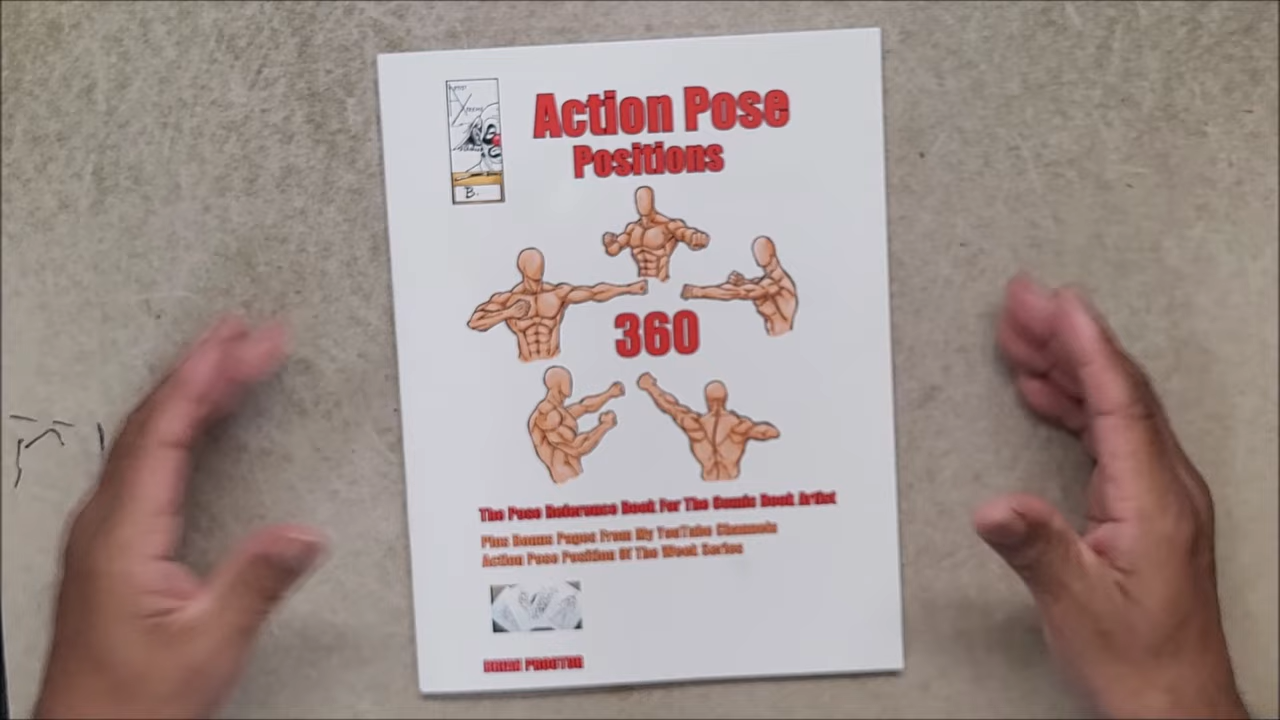 Action Pose
Positions
360
The Pose Reference Book For The Comic Book Artist
Plus Bonus Pages From My YouTube Channels
Action Pose Position Of The Week Series
B.